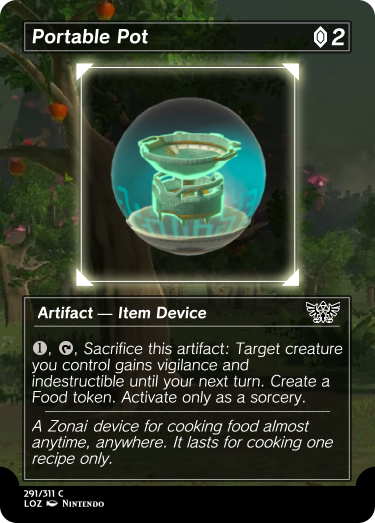 Portable Pot 2
Artifact — Item Device
❶, Sacrifice this artifact: Target creature
you control gains vigilance and
indestructible until your next turn. Create a
Food token. Activate only as a sorcery.
A Zonai device for cooking food almost
anytime, anywhere. It lasts for cooking one
recipe only.
291/311 C
LOZ Nintendo